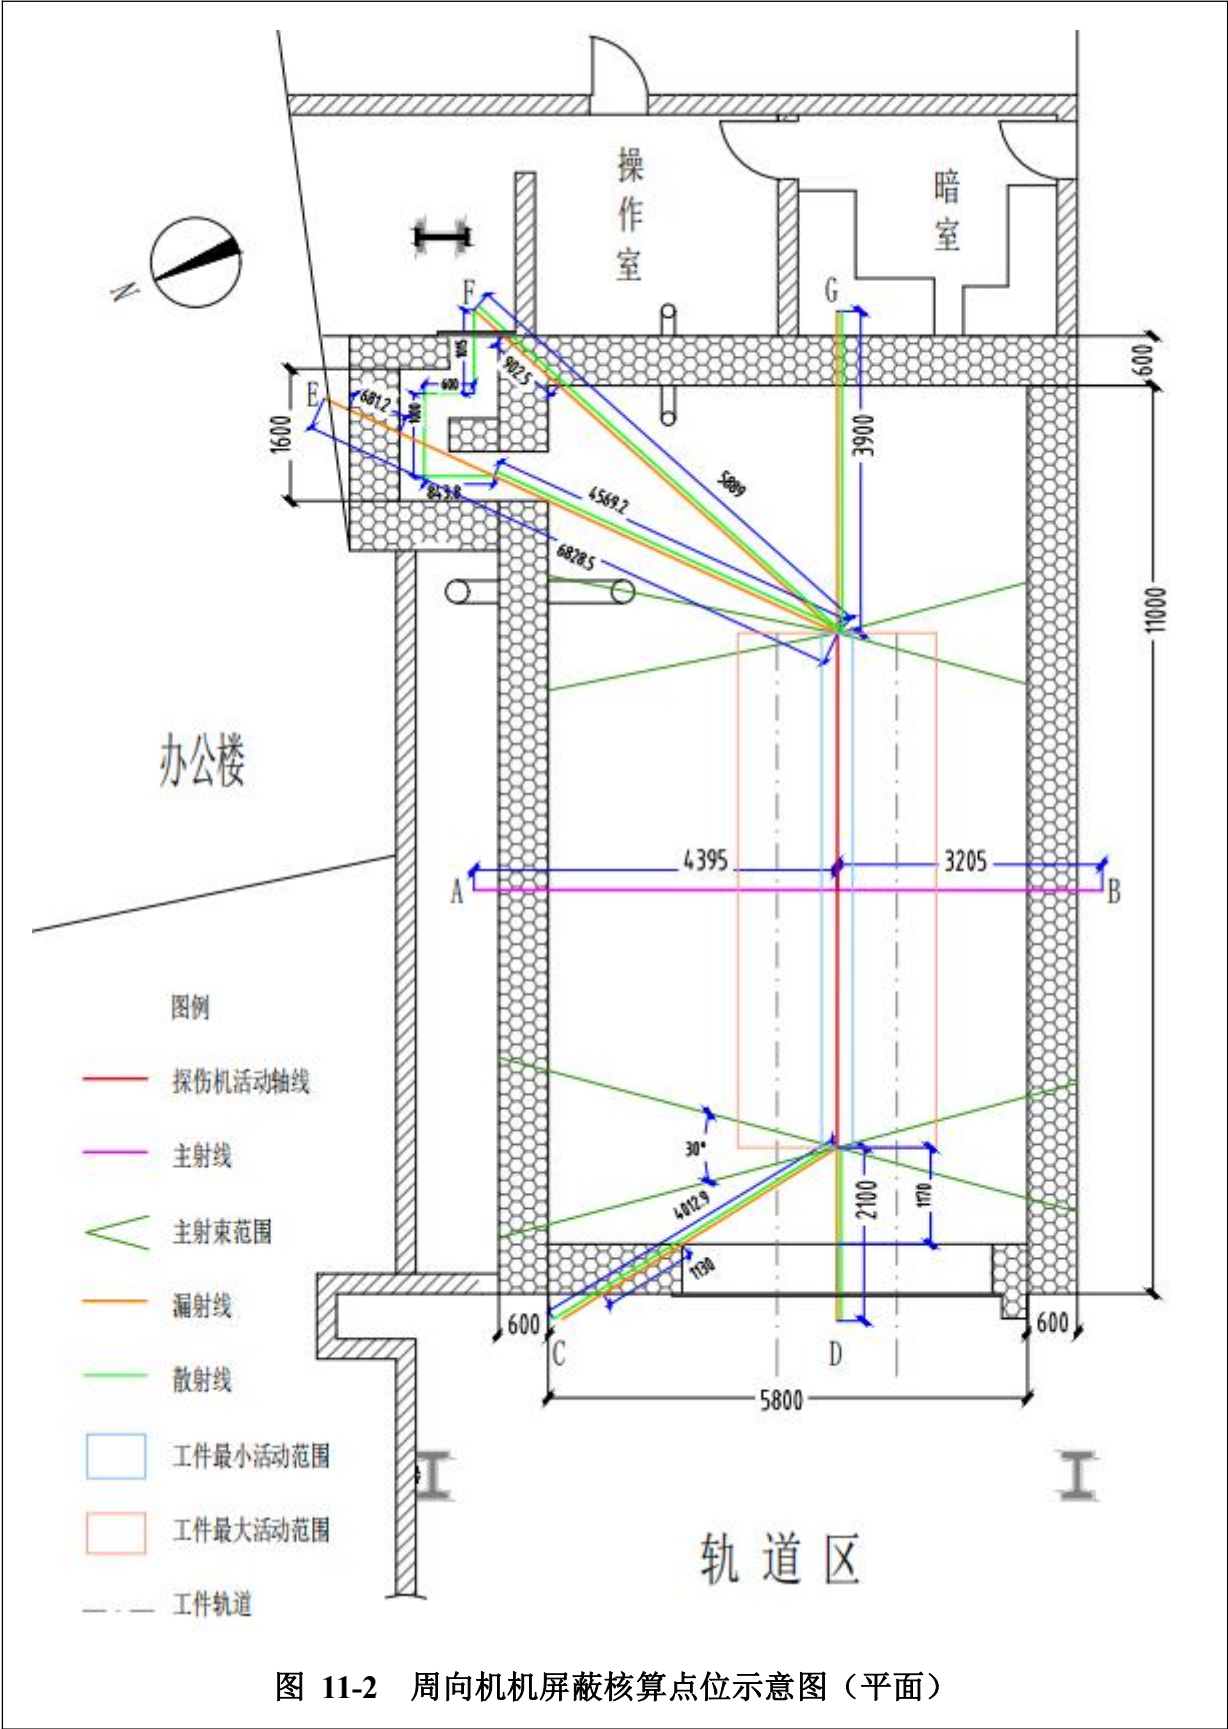 操作室
暗室
N
F
G
600
1015
902.5
600
E
681.2
1000
1600
3900
5889
843.8
4569.2
6828.5
11000
办公楼
4395
3205
A
B
图例
探伤机活动轴线
30°
主射线
2100
1170
4012.9
主射束范围
1130
漏射线
600
600
C
D
散射线
5800
工件最小活动范围
工件最大活动范围
轨道区
工件轨道
图 11-2 周向机机屏蔽核算点位示意图（平面）